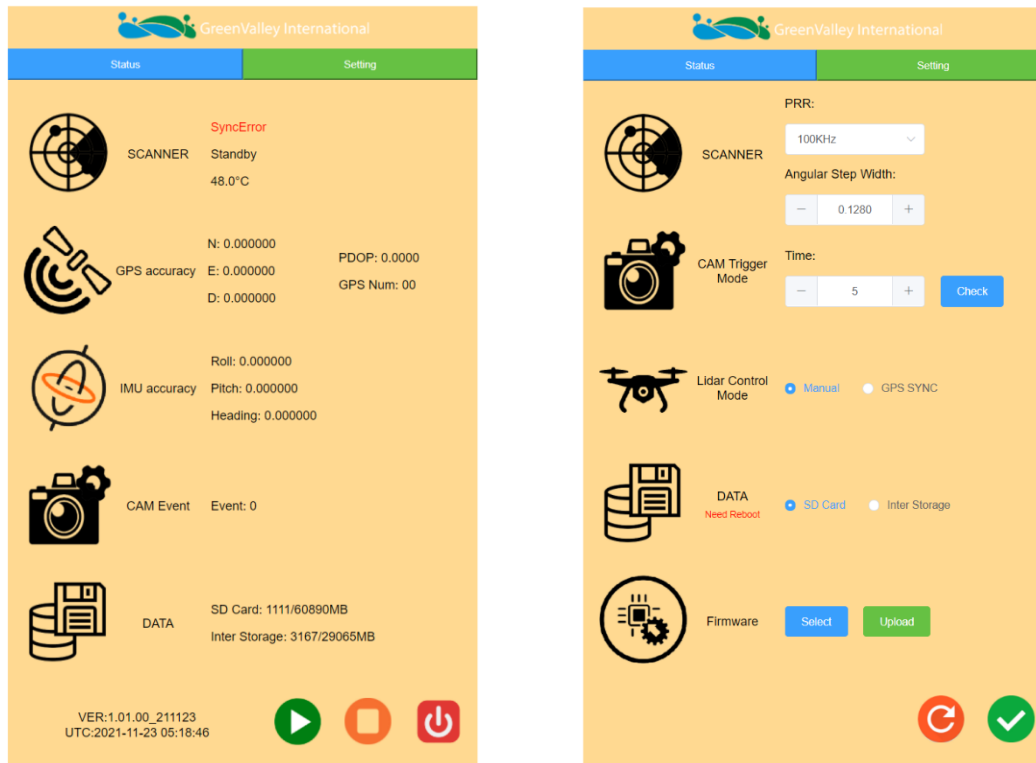 GreenValley International
Status
Setting
SCANNER
SyncError
Standby
48.0°C
GPS accuracy
N: 0.000000
E: 0.000000
D: 0.000000
PDOP: 0.0000
GPS Num: 00
IMU accuracy
Roll: 0.000000
Pitch: 0.000000
Heading: 0.000000
CAM Event
Event: 0
DATA
SD Card: 1111/60890MB
Inter Storage: 3167/29065MB
VER:1.01.00_211123
UTC:2021-11-23 05:18:46
GreenValley International
Status
Setting
SCANNER
PRR:
100KHz
Angular Step Width:
− 0.1280 +
CAM Trigger
Mode
Time:
− 5 +
Check
Lidar Control
Mode
Manual
GPS SYNC
DATA
Need Reboot
SD Card
Inter Storage
Firmware
Select
Upload